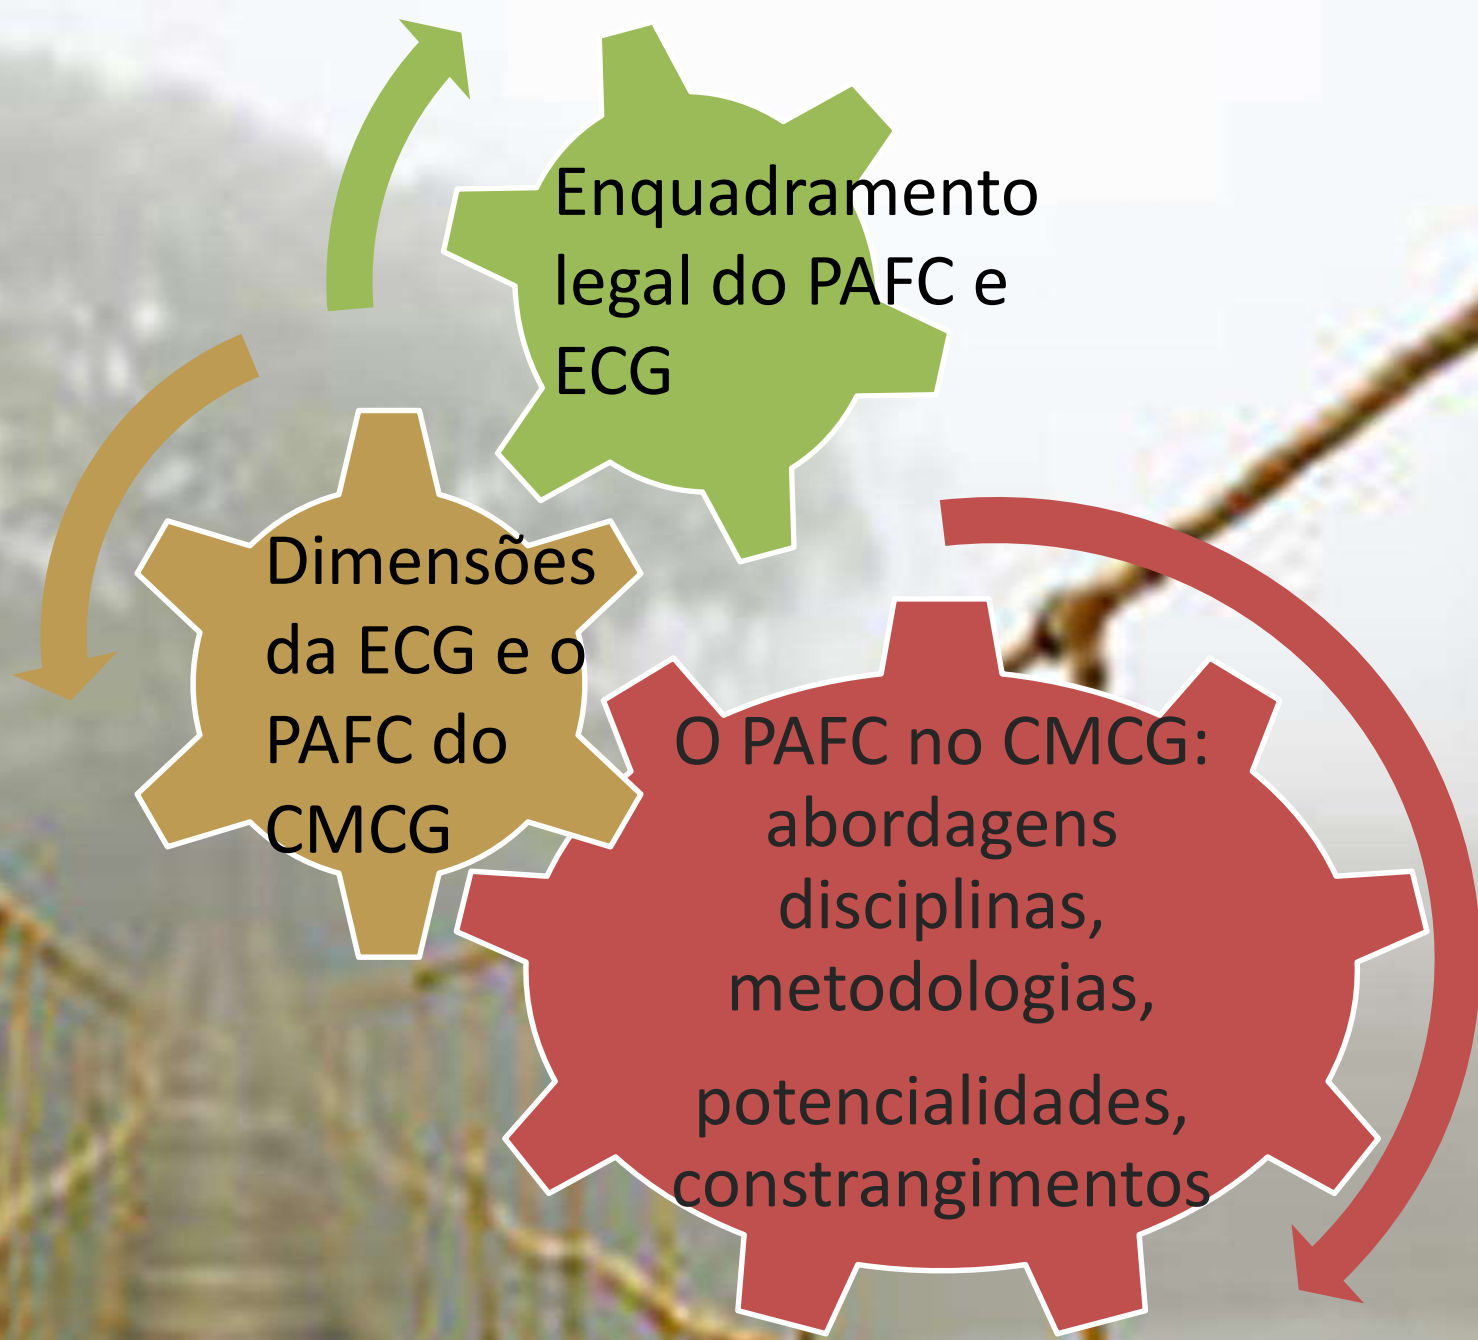 Enquadramento
legal do PAFC e
ECG
Dimensões
da ECG e o
PAFC do
CMCG
O PAFC no CMCG:
abordagens
disciplinas,
metodologias,
potencialidades,
constrangimentos